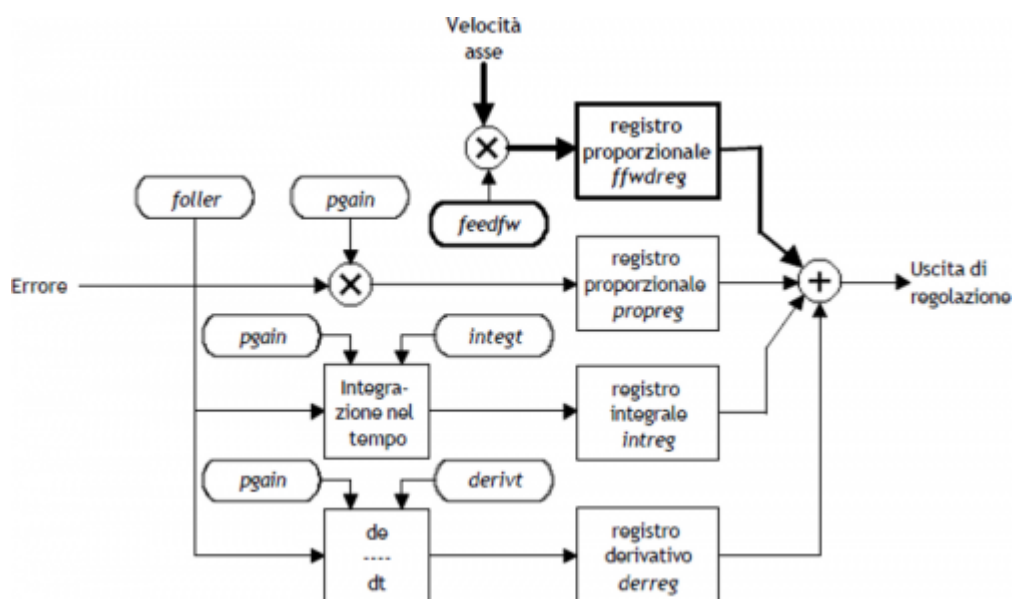 Velocità
asse
registro
proporzionale
ffwdreg
foller
pgain
feedfw
Errore
registro
proporzionale
propreg
Uscita di
regolazione
pgain
integt
Integra-
zione nel
tempo
registro
integrale
intreg
pgain
derivt
de
----
dt
registro
derivativo
derreg